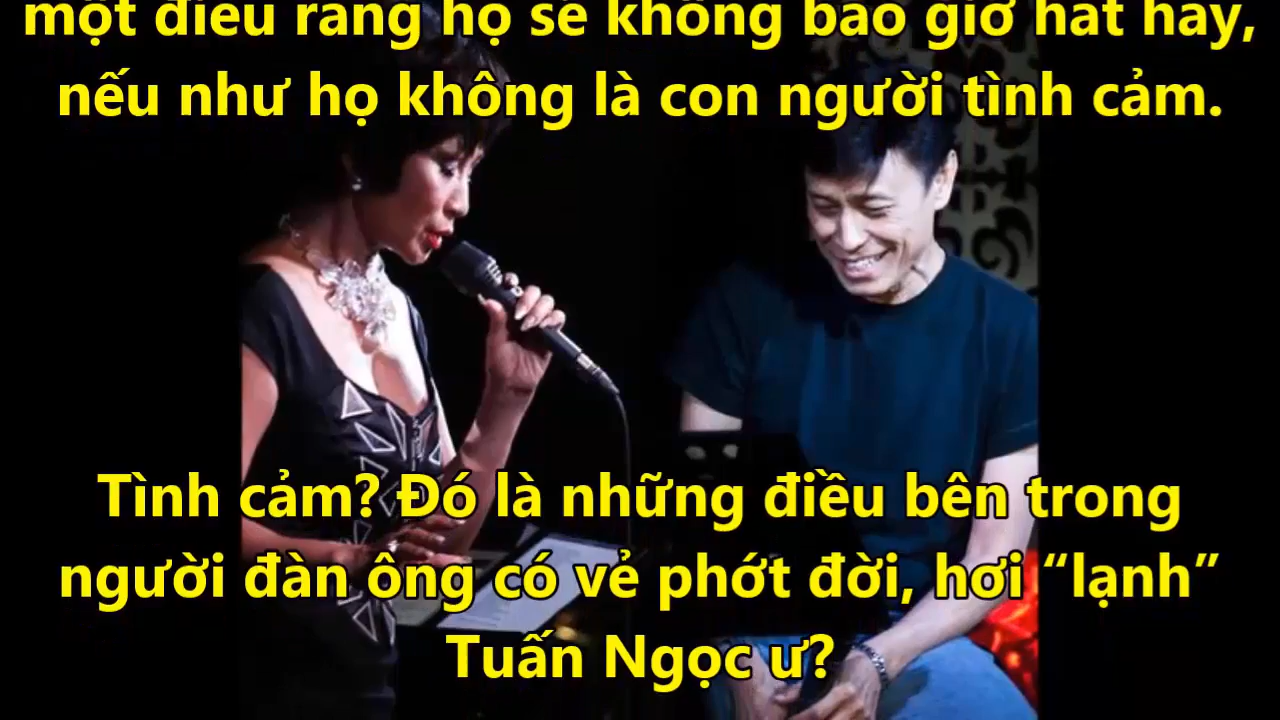 một điều rằng họ sẽ không bao giờ hát hay,
nếu như họ không là con người tình cảm.
Tình cảm? Đó là những điều bên trong
người đàn ông có vẻ phớt đời, hơi “lạnh”
Tuấn Ngọc ư?